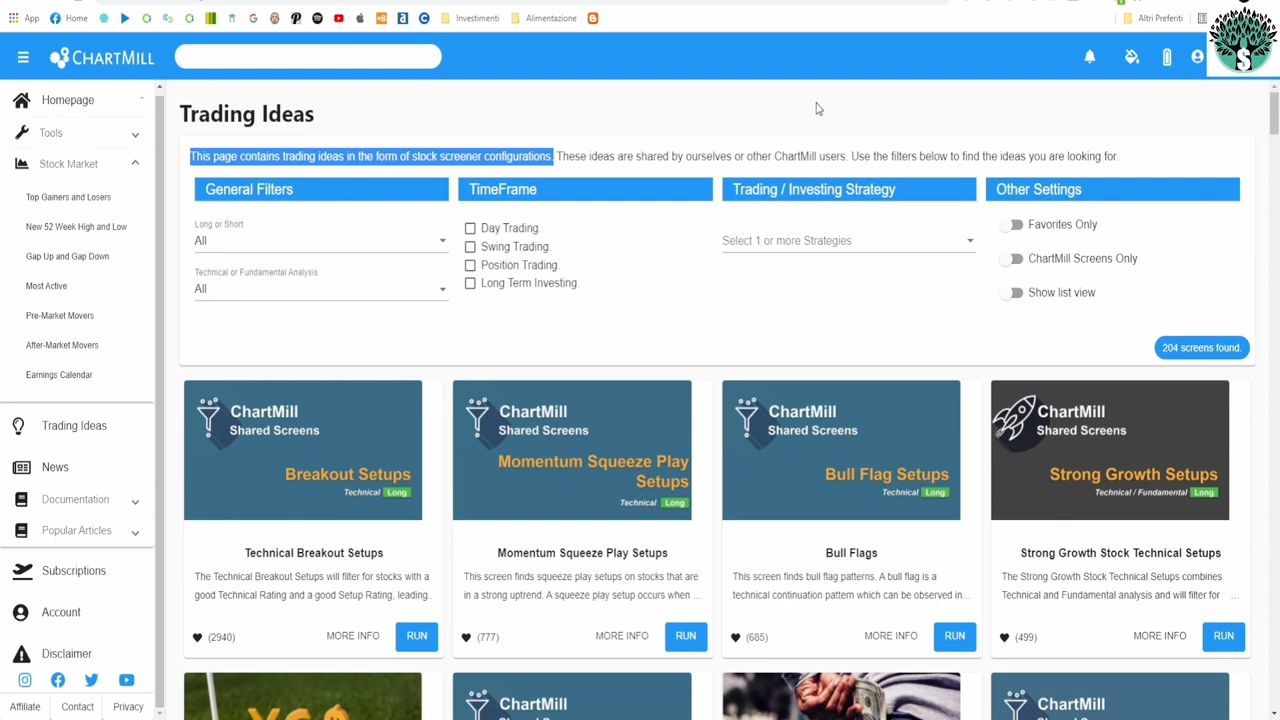 App
Home
Investimenti
Alimentazione
Altri Preferiti
CHARTMILL
S
Homepage
Tools
Stock Market
Top Gainers and Losers
New 52 Week High and Low
Gap Up and Gap Down
Most Active
Pre-Market Movers
After-Market Movers
Earnings Calendar
Trading Ideas
News
Documentation
Popular Articles
Subscriptions
Account
Disclaimer
Affiliate
Contact
Privacy
Trading Ideas
This page contains trading ideas in the form of stock screener configurations. These ideas are shared by ourselves or other ChartMill users. Use the filters below to find the ideas you are looking for.
General Filters
Long or Short
All
Technical or Fundamental Analysis
All
TimeFrame
Day Trading.
Swing Trading.
Position Trading.
Long Term Investing.
Trading / Investing Strategy
Select 1 or more Strategies
Other Settings
Favorites Only
ChartMill Screens Only
Show list view
204 screens found.
ChartMill
Shared Screens
Breakout Setups
Technical Long
Technical Breakout Setups
The Technical Breakout Setups will filter for stocks with a
good Technical Rating and a good Setup Rating, leading..
(2940)
MORE INFO
RUN
ChartMill
Shared Screens
Momentum Squeeze Play
Setups
Technical Long
Momentum Squeeze Play Setups
This screen finds squeeze play setups on stocks that are
in a strong uptrend. A squeeze play setup occurs when ...
(777)
MORE INFO
RUN
ChartMill
Shared Screens
Bull Flag Setups
Technical Long
Bull Flags
This screen finds bull flag patterns. A bull flag is a
technical continuation pattern which can be observed in...
(685)
MORE INFO
RUN
ChartMill
Shared Screens
Strong Growth Setups
Technical / Fundamental Long
Strong Growth Stock Technical Setups
The Strong Growth Stock Technical Setups combines
Technical and Fundamental analysis and will filter for ...
(499)
MORE INFO
RUN
ChartMill
ChartMill